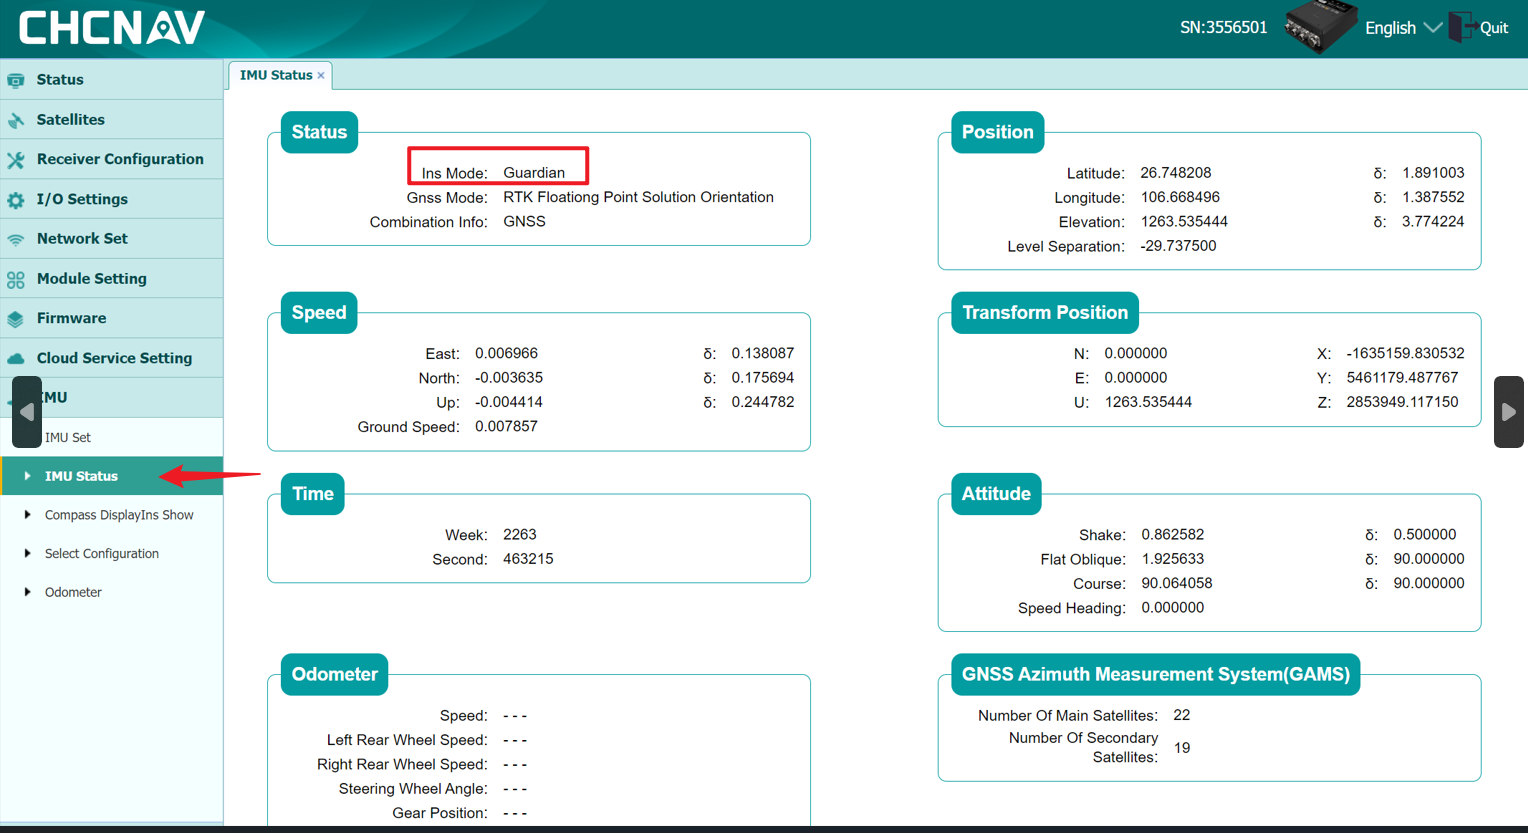 CHCNAV
SN:3556501
English
Quit
Status
Satellites
Receiver Configuration
I/O Settings
Network Set
Module Setting
Firmware
Cloud Service Setting
IMU
IMU Set
IMU Status
Compass DisplayIns Show
Select Configuration
Odometer
IMU Status ×
Status
Ins Mode: Guardian
Gnss Mode: RTK Floationg Point Solution Orientation
Combination Info: GNSS
Position
Latitude: 26.748208 δ: 1.891003
Longitude: 106.668496 δ: 1.387552
Elevation: 1263.535444 δ: 3.774224
Level Separation: -29.737500
Speed
East: 0.006966 δ: 0.138087
North: -0.003635 δ: 0.175694
Up: -0.004414 δ: 0.244782
Ground Speed: 0.007857
Transform Position
N: 0.000000 X: -1635159.830532
E: 0.000000 Y: 5461179.487767
U: 1263.535444 Z: 2853949.117150
Time
Week: 2263
Second: 463215
Attitude
Shake: 0.862582 δ: 0.500000
Flat Oblique: 1.925633 δ: 90.000000
Course: 90.064058 δ: 90.000000
Speed Heading: 0.000000
Odometer
Speed: - - -
Left Rear Wheel Speed: - - -
Right Rear Wheel Speed: - - -
Steering Wheel Angle: - - -
Gear Position: - - -
GNSS Azimuth Measurement System(GAMS)
Number Of Main Satellites: 22
Number Of Secondary
Satellites: 19